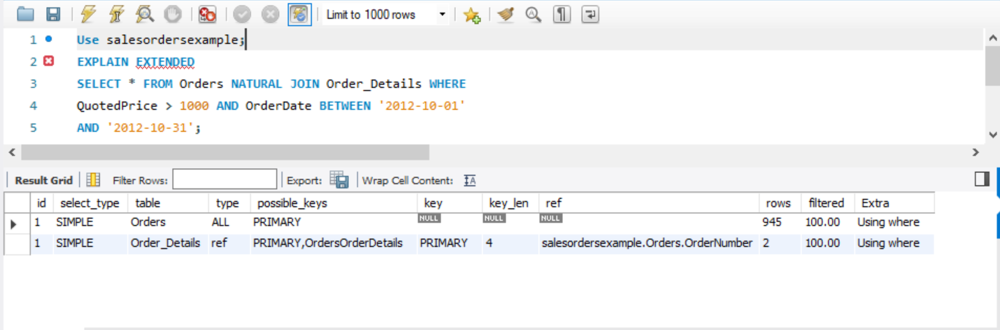 Limit to 1000 rows
1 Use salesordersexample;
2 EXPLAIN EXTENDED
3 SELECT * FROM Orders NATURAL JOIN Order_Details WHERE
4 QuotedPrice > 1000 AND OrderDate BETWEEN '2012-10-01'
5 AND '2012-10-31';
Result Grid Filter Rows: Export: Wrap Cell Content: IA
id select_type table type possible_keys key key_len ref rows filtered Extra
1 SIMPLE Orders ALL PRIMARY NULL NULL NULL 945 100.00 Using where
1 SIMPLE Order_Details ref PRIMARY,OrdersOrderDetails PRIMARY 4 salesordersexample.Orders.OrderNumber 2 100.00 Using where